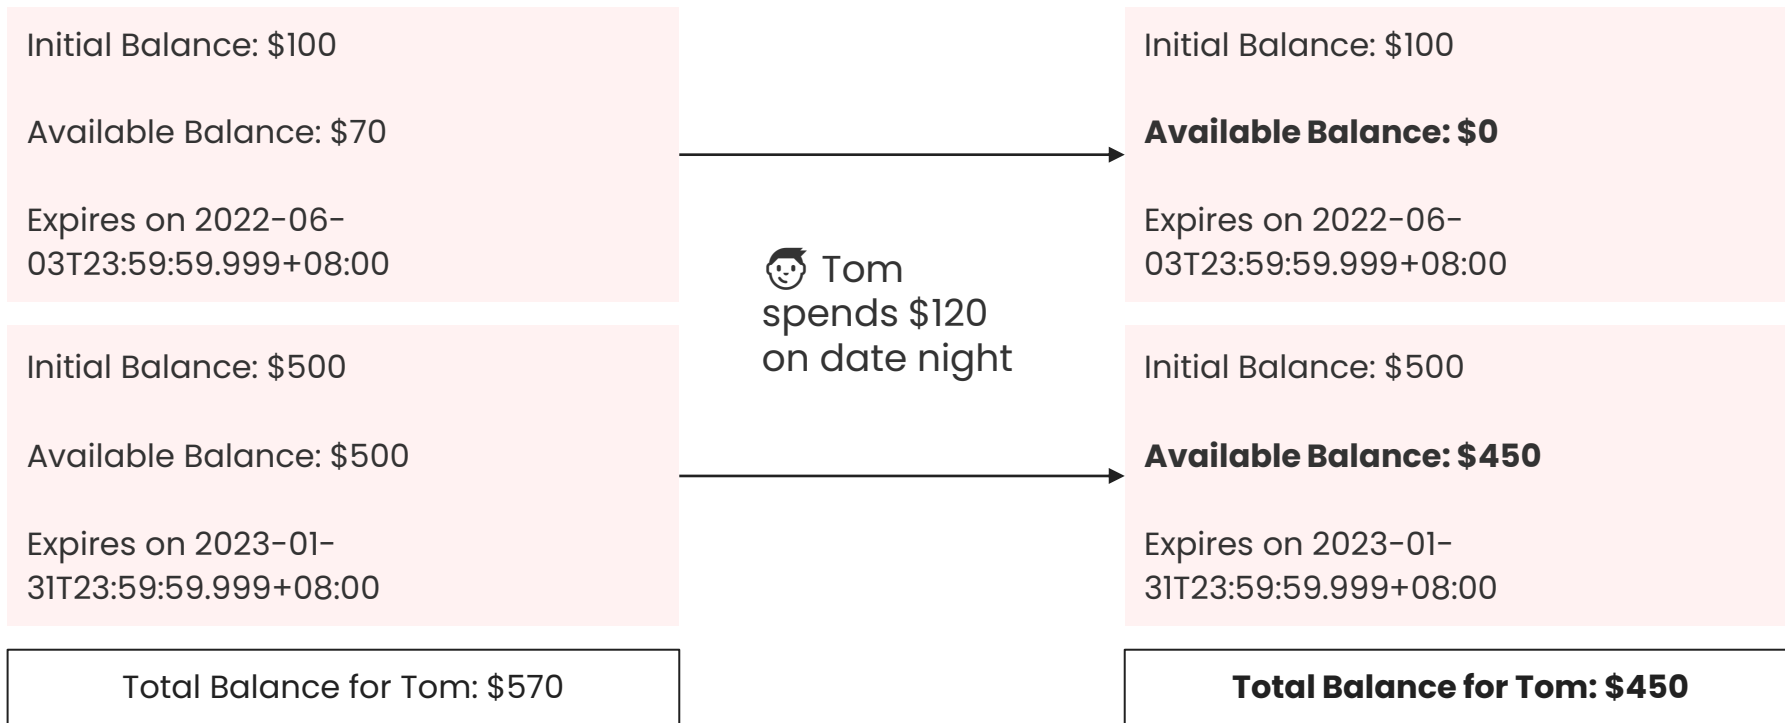 Initial Balance: $100
Available Balance: $70
Expires on 2022-06-
03T23:59:59.999+08:00
Initial Balance: $500
Available Balance: $500
Expires on 2023-01-
31T23:59:59.999+08:00
Total Balance for Tom: $570
Tom
spends $120
on date night
Initial Balance: $100
Available Balance: $0
Expires on 2022-06-
03T23:59:59.999+08:00
Initial Balance: $500
Available Balance: $450
Expires on 2023-01-
31T23:59:59.999+08:00
Total Balance for Tom: $450